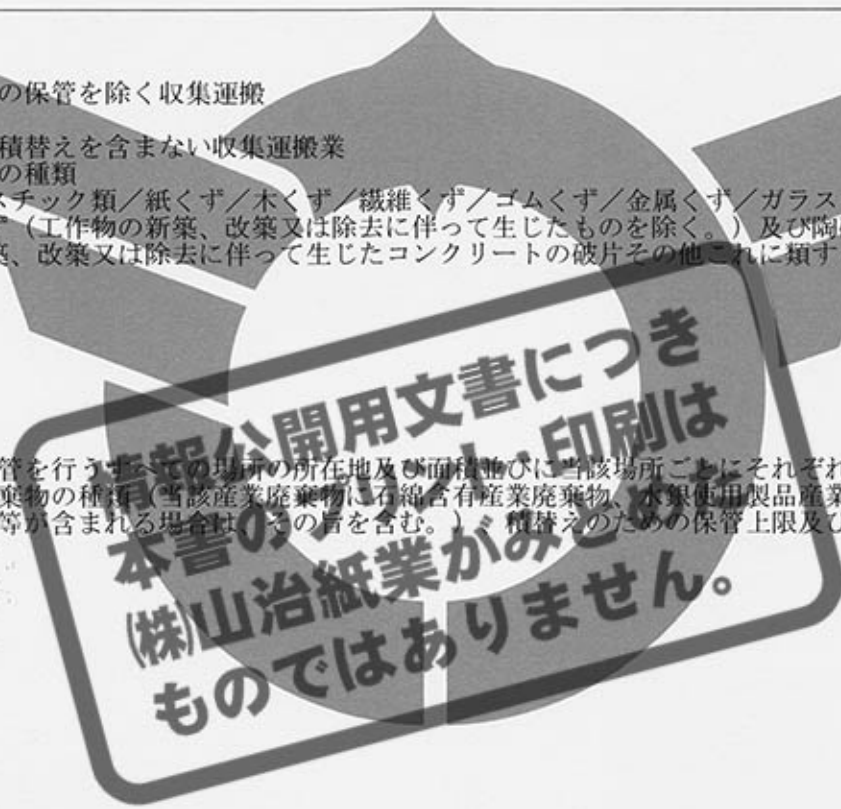 の保管を除く収集運搬
積替えを含まない収集運搬業
の種類
スチック類／紙くず／木くず／繊維くず／ゴムくず／金属くず／ガラス
ず（工作物の新築、改築又は除去に伴って生じたものを除く。）及び陶
築、改築又は除去に伴って生じたコンクリートの破片その他これに類す
管を行うすべての場所の所在地及び面積並びに当該場所ごとにそれぞれ
棄物の種類（当該産業廃棄物に石綿含有産業廃棄物、水銀使用製品産業
等が含まれる場合は、その旨を含む。）、積替えのための保管上限及び
情報公開用文書につき
本書のプリント・印刷は
㈱山治紙業がみとめた
ものではありません。